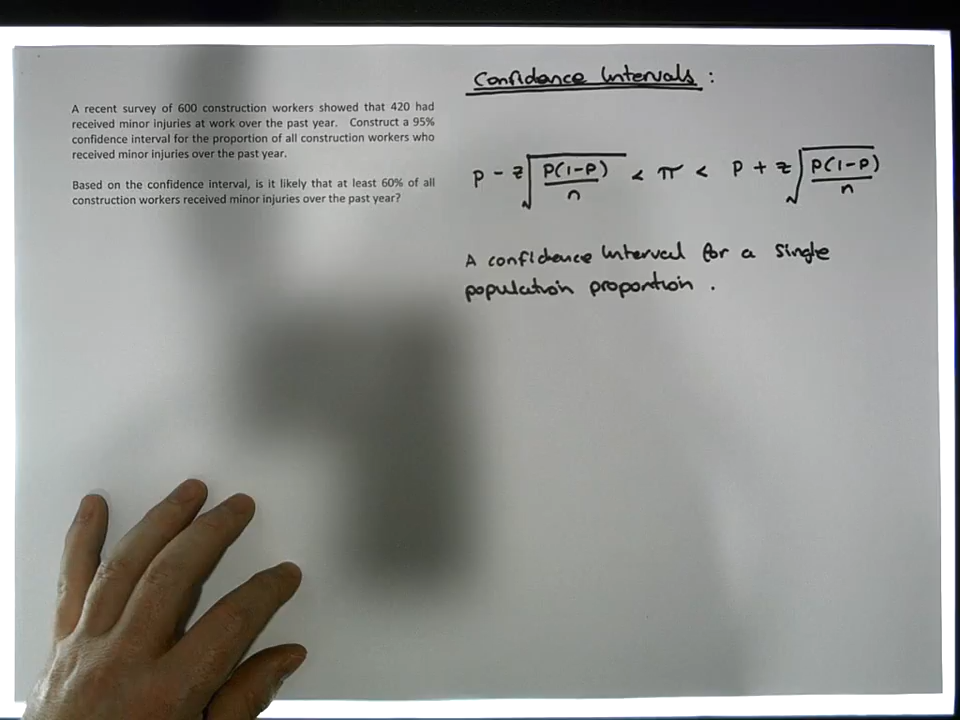 Confidence Intervals :
A recent survey of 600 construction workers showed that 420 had
received minor injuries at work over the past year. Construct a 95%
confidence interval for the proportion of all construction workers who
received minor injuries over the past year.
Based on the confidence interval, is it likely that at least 60% of all
construction workers received minor injuries over the past year?
p - z√(p(1-p)/n) < π < p + z√(p(1-p)/n)
A confidence interval for a single
population proportion .